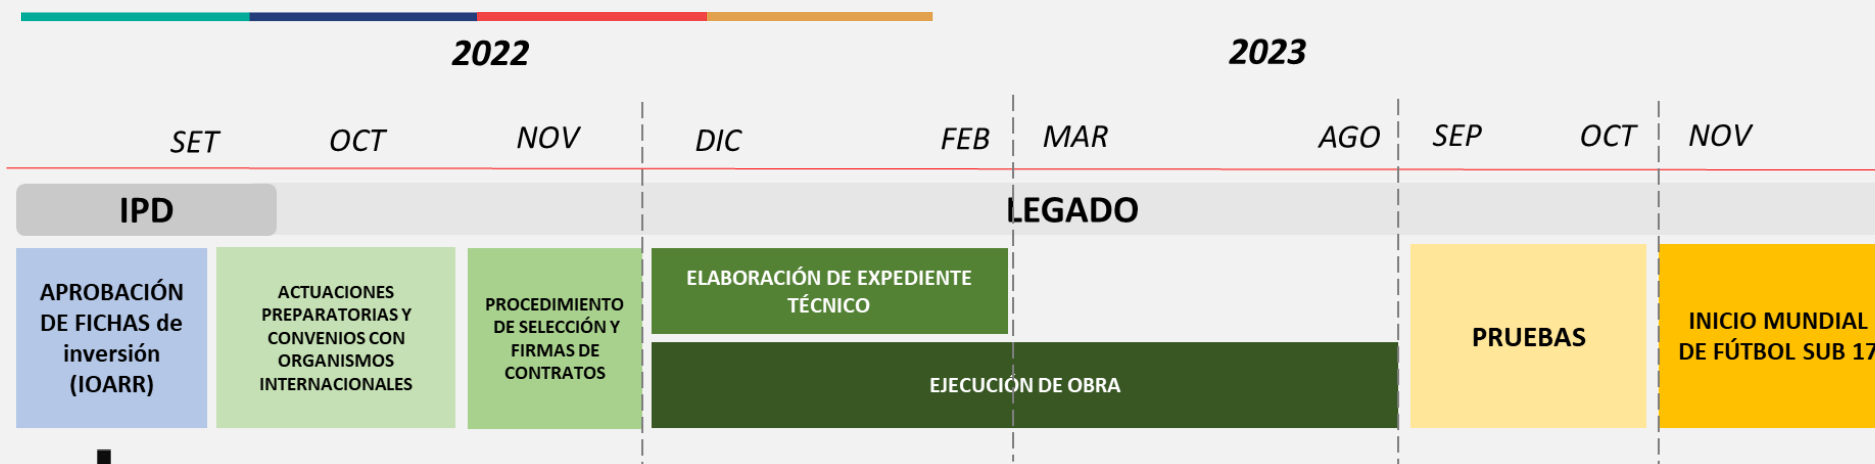 2022
2023
SET
OCT
NOV
DIC
FEB
MAR
AGO
SEP
OCT
NOV
IPD
LEGADO
APROBACIÓN
DE FICHAS de
inversión
(IOARR)
ACTUACIONES
PREPARATORIAS Y
CONVENIOS CON
ORGANISMOS
INTERNACIONALES
PROCEDIMIENTO
DE SELECCIÓN Y
FIRMAS DE
CONTRATOS
ELABORACIÓN DE EXPEDIENTE
TÉCNICO
EJECUCIÓN DE OBRA
PRUEBAS
INICIO MUNDIAL
DE FÚTBOL SUB 17